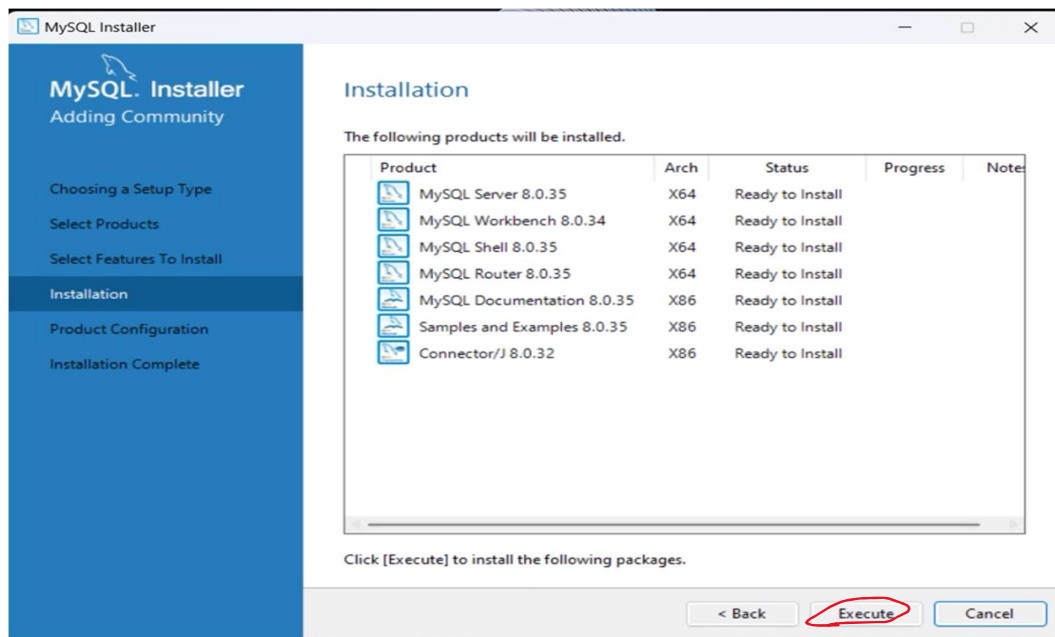 MySQL Installer
MySQL. Installer
Adding Community
Choosing a Setup Type
Select Products
Select Features To Install
Installation
Product Configuration
Installation Complete
Installation
The following products will be installed.
Product Arch Status Progress Notes
MySQL Server 8.0.35 X64 Ready to Install
MySQL Workbench 8.0.34 X64 Ready to Install
MySQL Shell 8.0.35 X64 Ready to Install
MySQL Router 8.0.35 X64 Ready to Install
MySQL Documentation 8.0.35 X86 Ready to Install
Samples and Examples 8.0.35 X86 Ready to Install
Connector/J 8.0.32 X86 Ready to Install
Click [Execute] to install the following packages.
< Back Execute Cancel